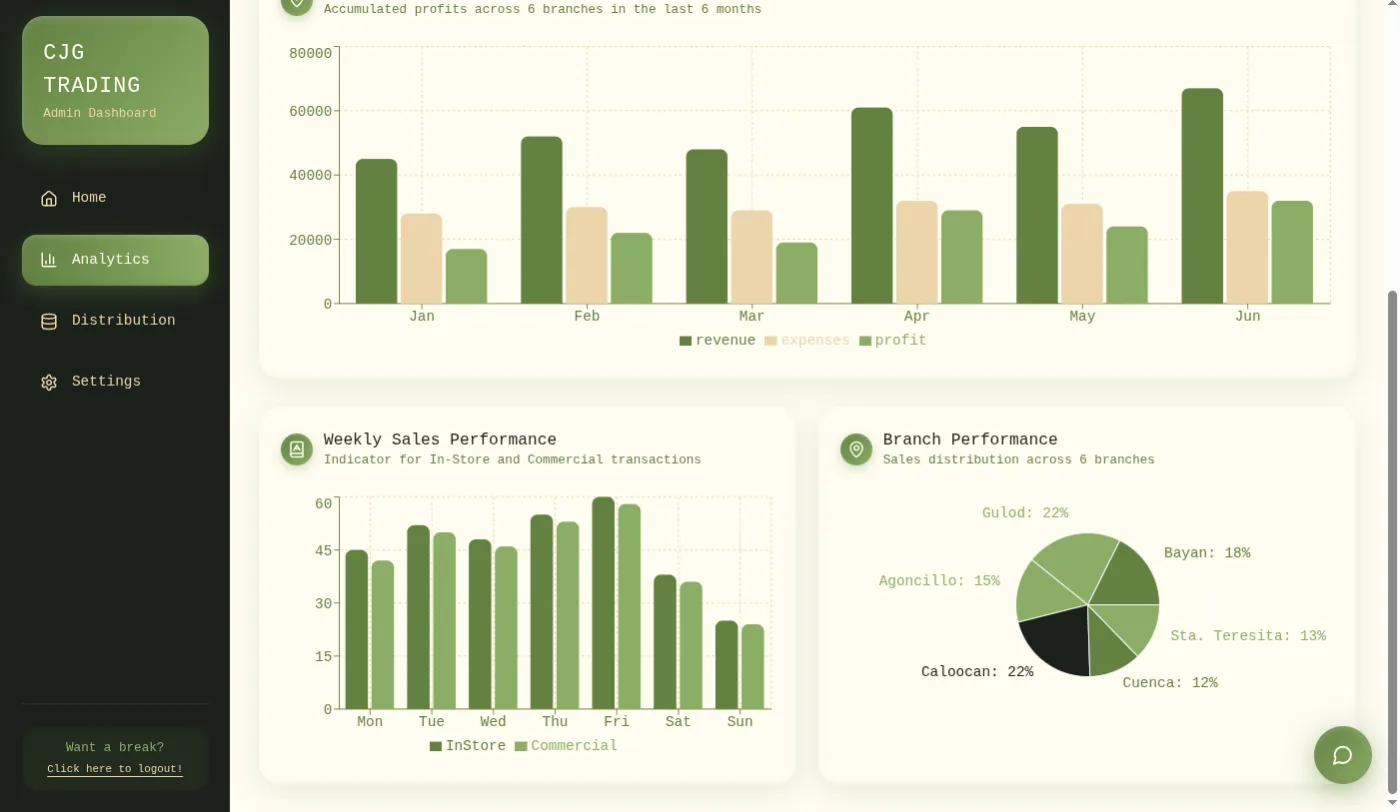 CJG
TRADING
Admin Dashboard
Home
Analytics
Distribution
Settings
Want a break?
Click here to logout!
Accumulated profits across 6 branches in the last 6 months
80000
60000
40000
20000
0
Jan Feb Mar Apr May Jun
revenue expenses profit
Weekly Sales Performance
Indicator for In-Store and Commercial transactions
60
45
30
15
0
Mon Tue Wed Thu Fri Sat Sun
InStore Commercial
Branch Performance
Sales distribution across 6 branches
Gulod: 22%
Bayan: 18%
Agoncillo: 15%
Sta. Teresita: 13%
Caloocan: 22%
Cuenca: 12%